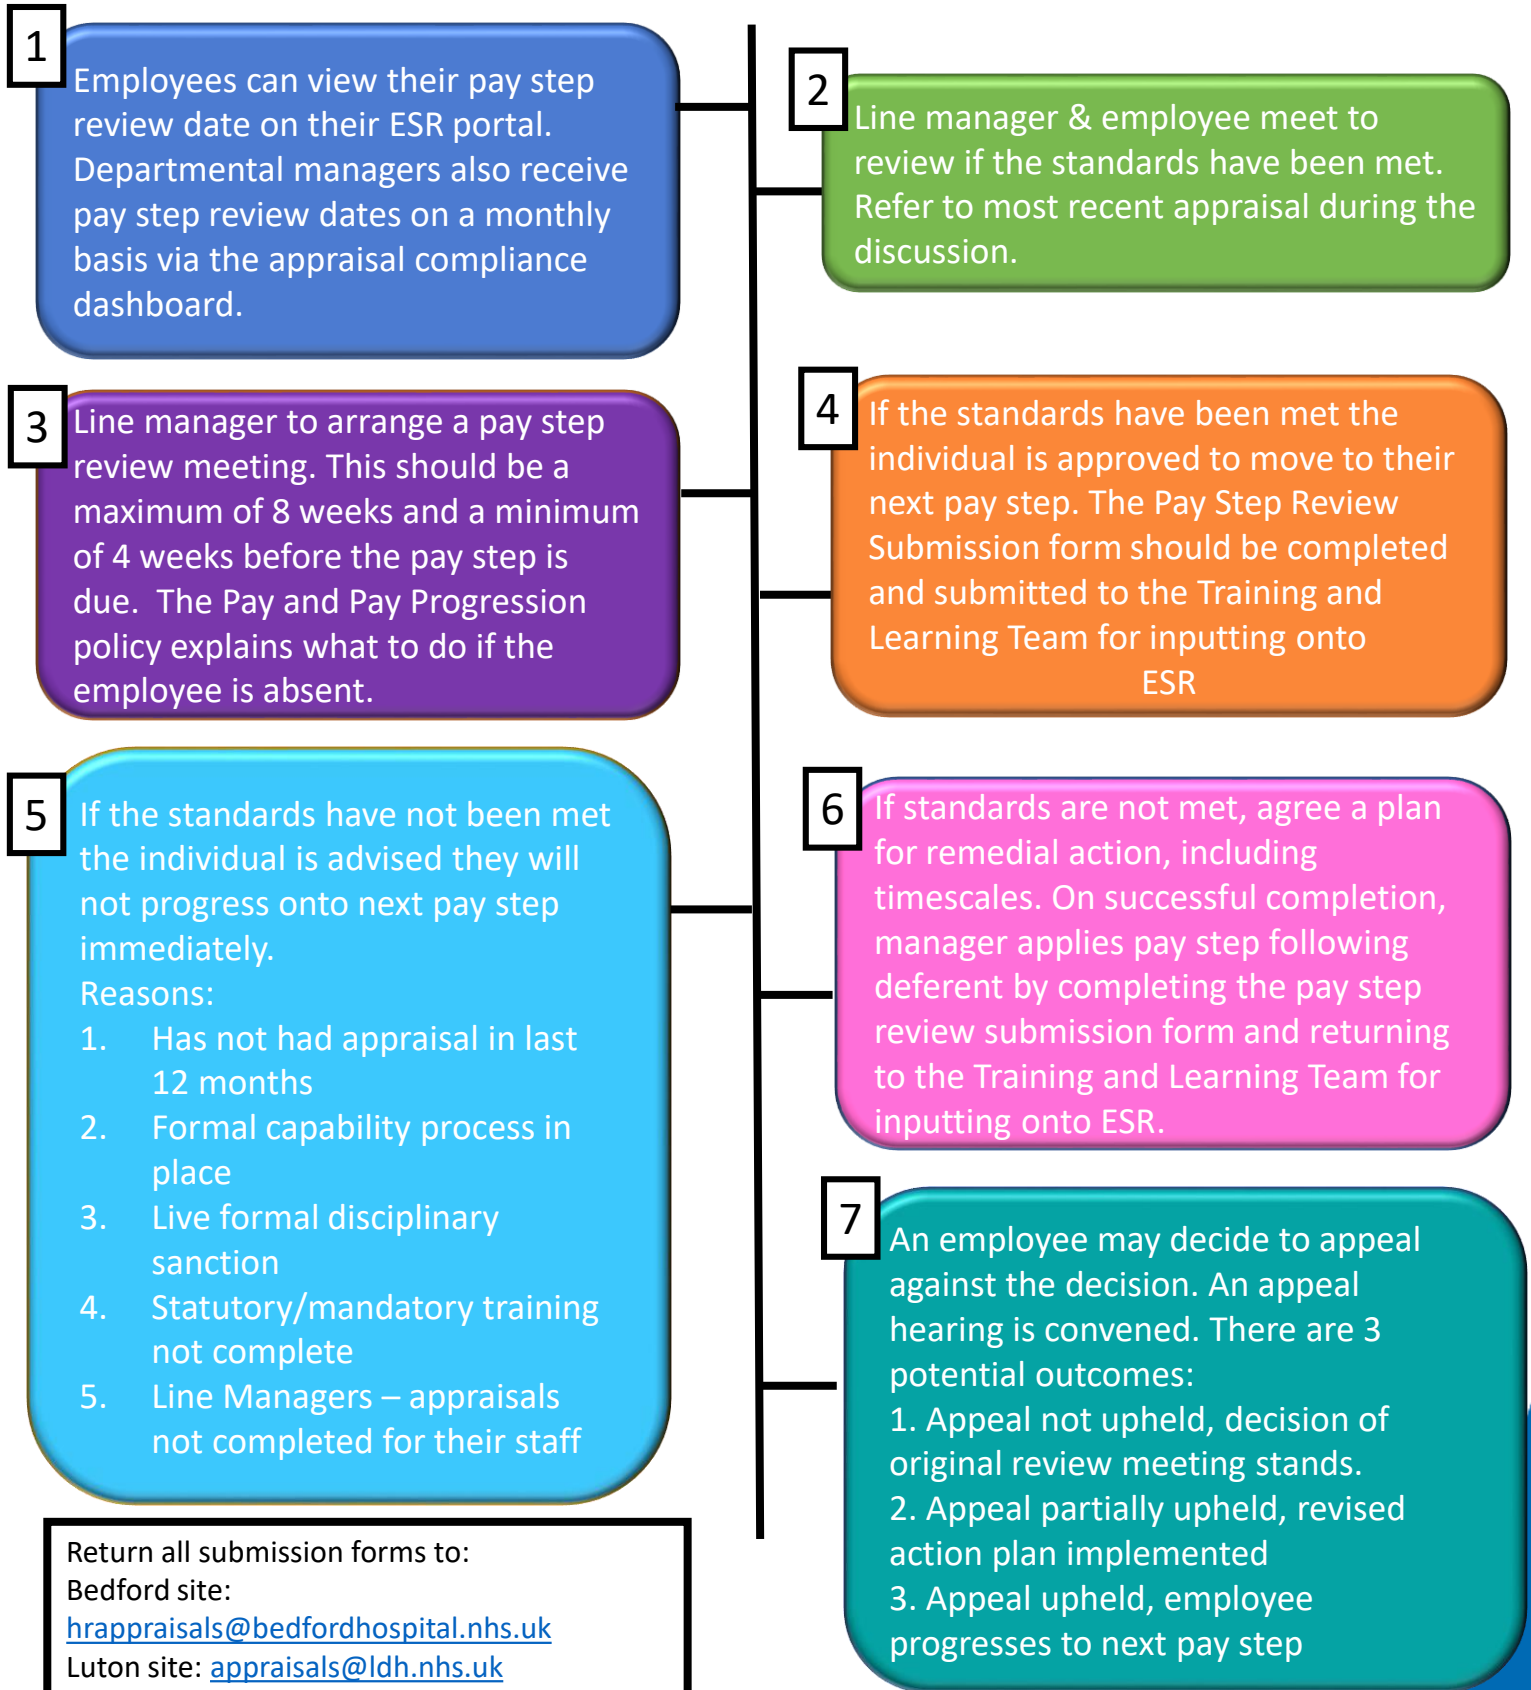 1
Employees can view their pay step
review date on their ESR portal.
Departmental managers also receive
pay step review dates on a monthly
basis via the appraisal compliance
dashboard.
2
Line manager & employee meet to
review if the standards have been met.
Refer to most recent appraisal during the
discussion.
3
Line manager to arrange a pay step
review meeting. This should be a
maximum of 8 weeks and a minimum
of 4 weeks before the pay step is
due. The Pay and Pay Progression
policy explains what to do if the
employee is absent.
4
If the standards have been met the
individual is approved to move to their
next pay step. The Pay Step Review
Submission form should be completed
and submitted to the Training and
Learning Team for inputting onto
ESR
5
If the standards have not been met
the individual is advised they will
not progress onto next pay step
immediately.
Reasons:
1. Has not had appraisal in last
12 months
2. Formal capability process in
place
3. Live formal disciplinary
sanction
4. Statutory/mandatory training
not complete
5. Line Managers – appraisals
not completed for their staff
6
If standards are not met, agree a plan
for remedial action, including
timescales. On successful completion,
manager applies pay step following
deferent by completing the pay step
review submission form and returning
to the Training and Learning Team for
inputting onto ESR.
7
An employee may decide to appeal
against the decision. An appeal
hearing is convened. There are 3
potential outcomes:
1. Appeal not upheld, decision of
original review meeting stands.
2. Appeal partially upheld, revised
action plan implemented
3. Appeal upheld, employee
progresses to next pay step
Return all submission forms to:
Bedford site:
hrappraisals@bedfordhospital.nhs.uk
Luton site: appraisals@ldh.nhs.uk